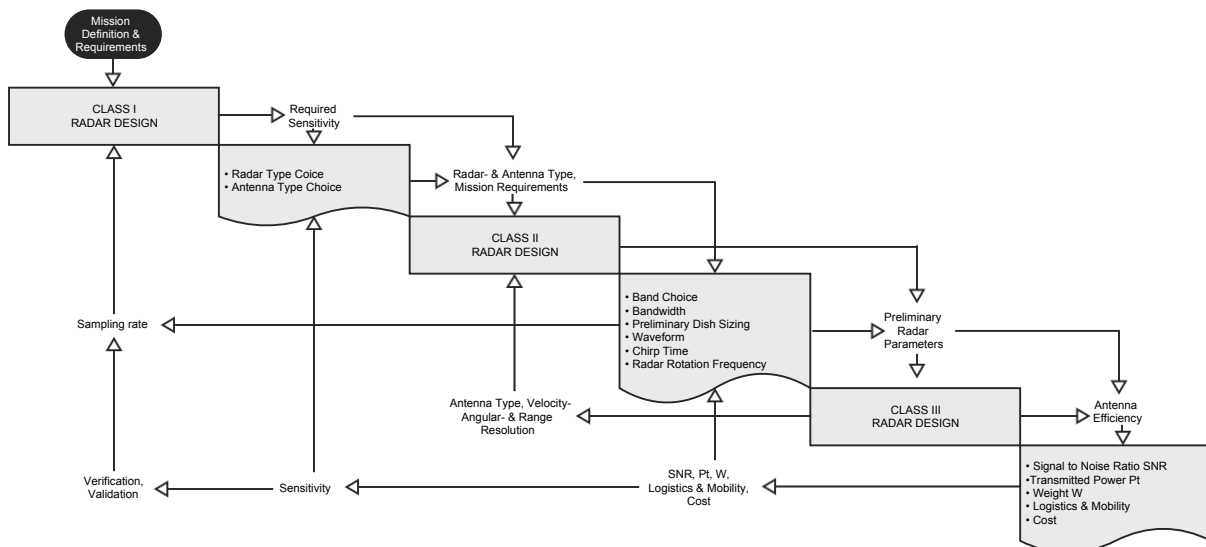 Mission
Definition &
Requirements
CLASS I
RADAR DESIGN
Required
Sensitivity
• Radar Type Coice
• Antenna Type Choice
Radar- & Antenna Type,
Mission Requirements
CLASS II
RADAR DESIGN
• Band Choice
• Bandwidth
• Preliminary Dish Sizing
• Waveform
• Chirp Time
• Radar Rotation Frequency
Sampling rate
Preliminary
Radar
Parameters
Antenna Type, Velocity-
Angular- & Range
Resolution
CLASS III
RADAR DESIGN
Antenna
Efficiency
• Signal to Noise Ratio SNR
•Transmitted Power Pt
• Weight W
• Logistics & Mobility
• Cost
SNR, Pt, W,
Logistics & Mobility,
Cost
Sensitivity
Verification,
Validation